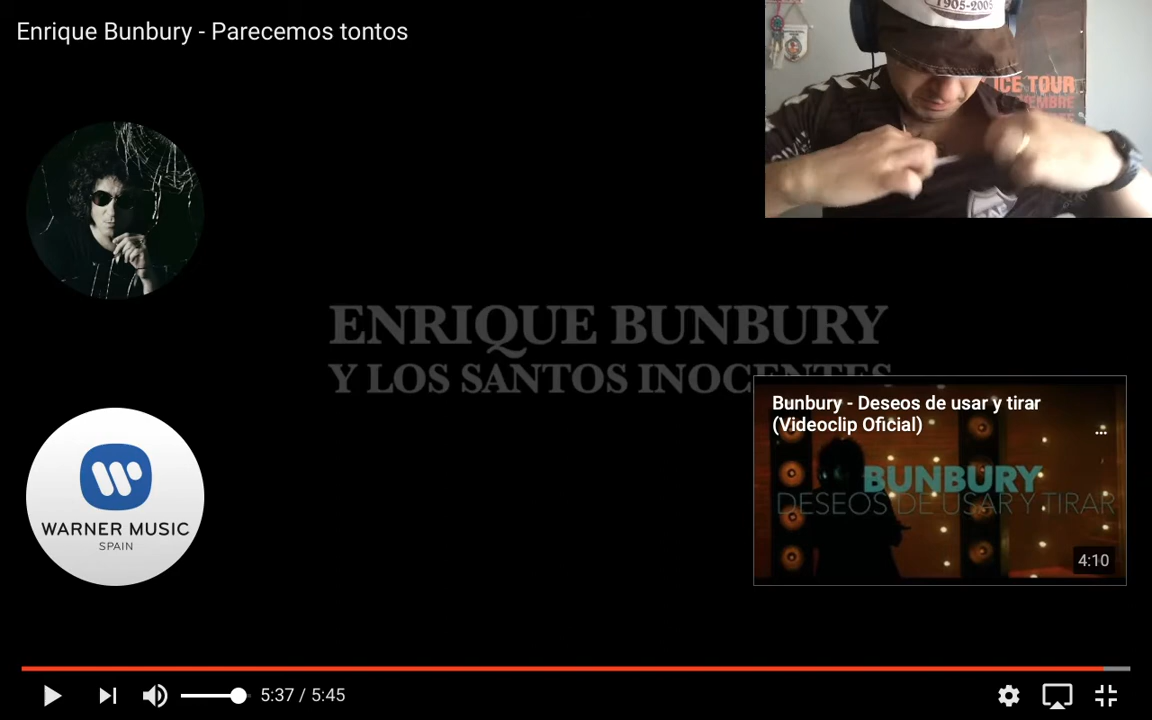 Enrique Bunbury - Parecemos tontos
1905-2005
ICE TOUR
ENRIQUE BUNBURY
Y LOS SANTOS INOCENTES
WARNER MUSIC
SPAIN
Bunbury - Deseos de usar y tirar
(Videoclip Oficial)
...
BUNBURY
DESEOS DE USAR Y TIRAR
4:10
5:37 / 5:45